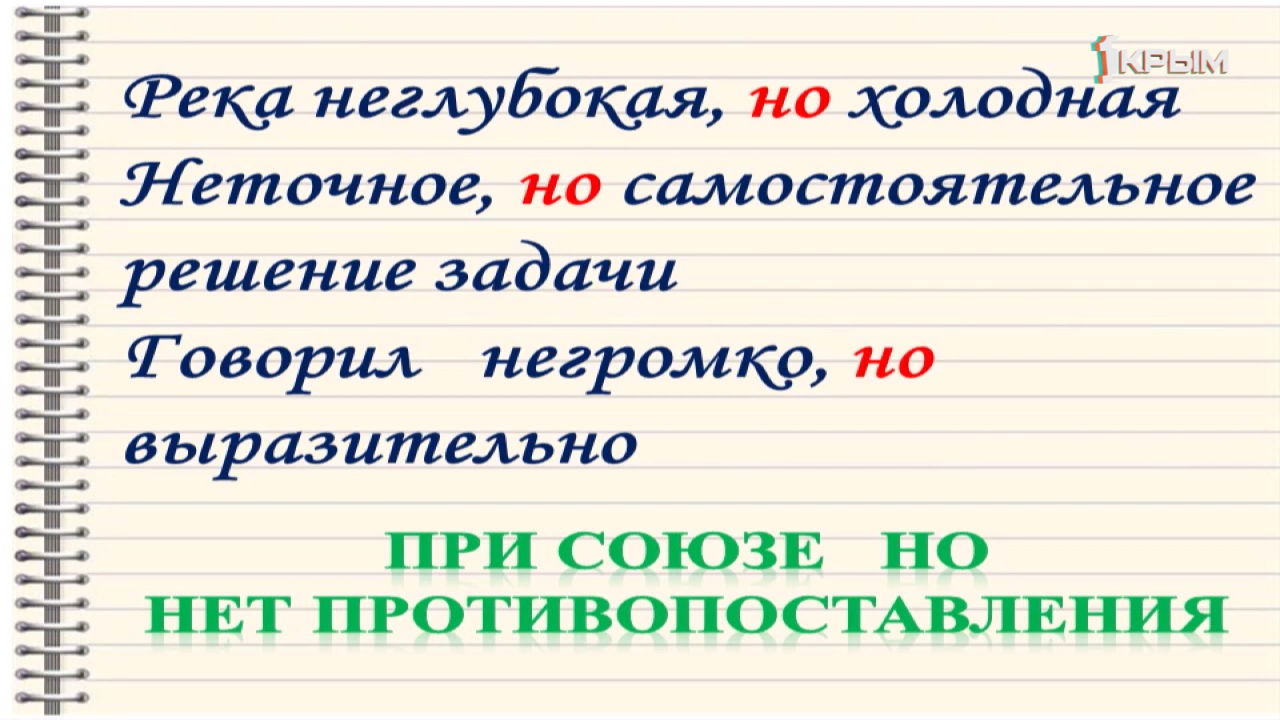 1 КРЫМ
Река неглубокая, но холодная
Неточное, но самостоятельное
решение задачи
Говорил негромко, но
выразительно
ПРИ СОЮЗЕ НО
НЕТ ПРОТИВОПОСТАВЛЕНИЯ